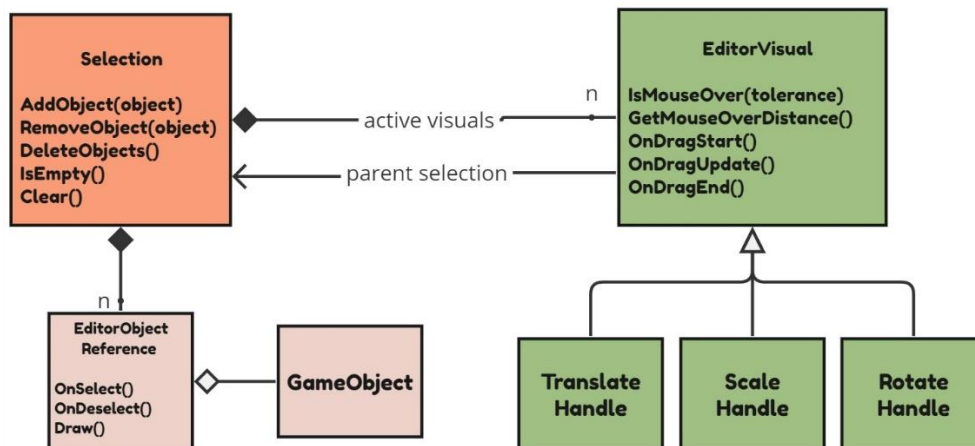 Selection
AddObject(object)
RemoveObject(object)
DeleteObjects()
IsEmpty()
Clear()
active visuals
n
parent selection
EditorVisual
IsMouseOver(tolerance)
GetMouseOverDistance()
OnDragStart()
OnDragUpdate()
OnDragEnd()
n
EditorObject
Reference
OnSelect()
OnDeselect()
Draw()
GameObject
Translate
Handle
Scale
Handle
Rotate
Handle